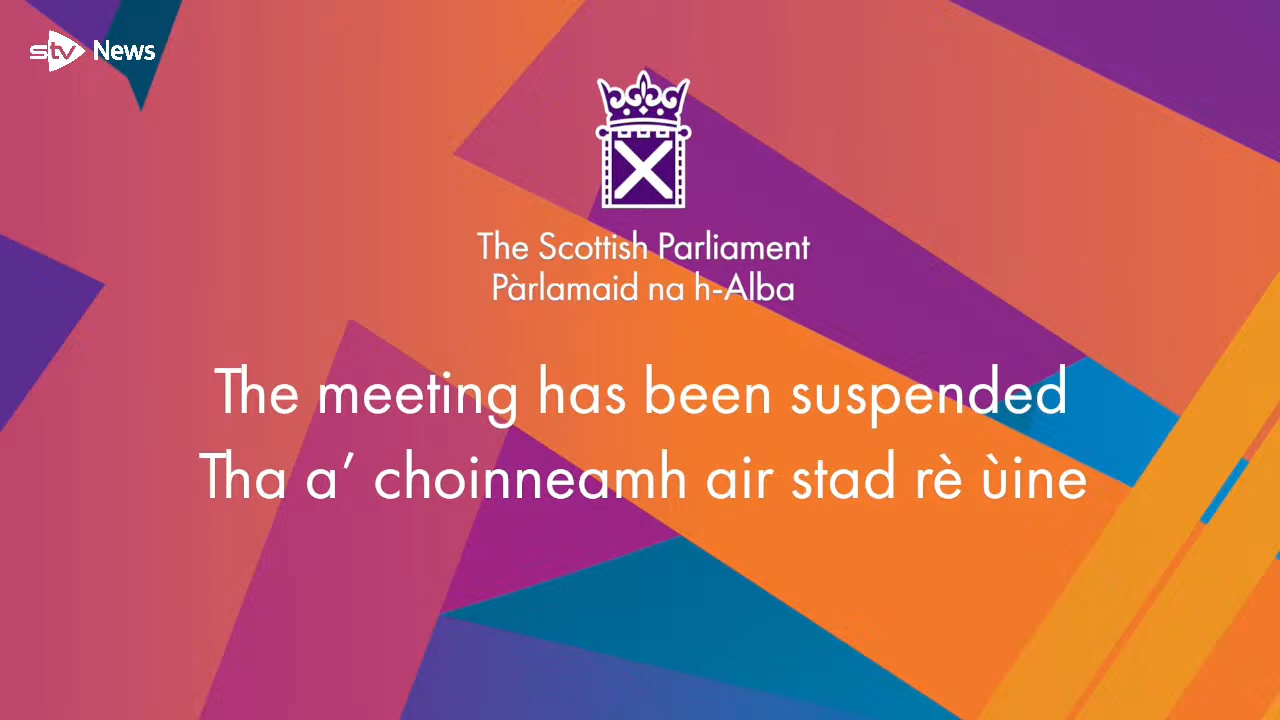 stv News
The Scottish Parliament
Pàrlamaid na h-Alba
The meeting has been suspended
Tha a’ choinneamh air stad rè ùine